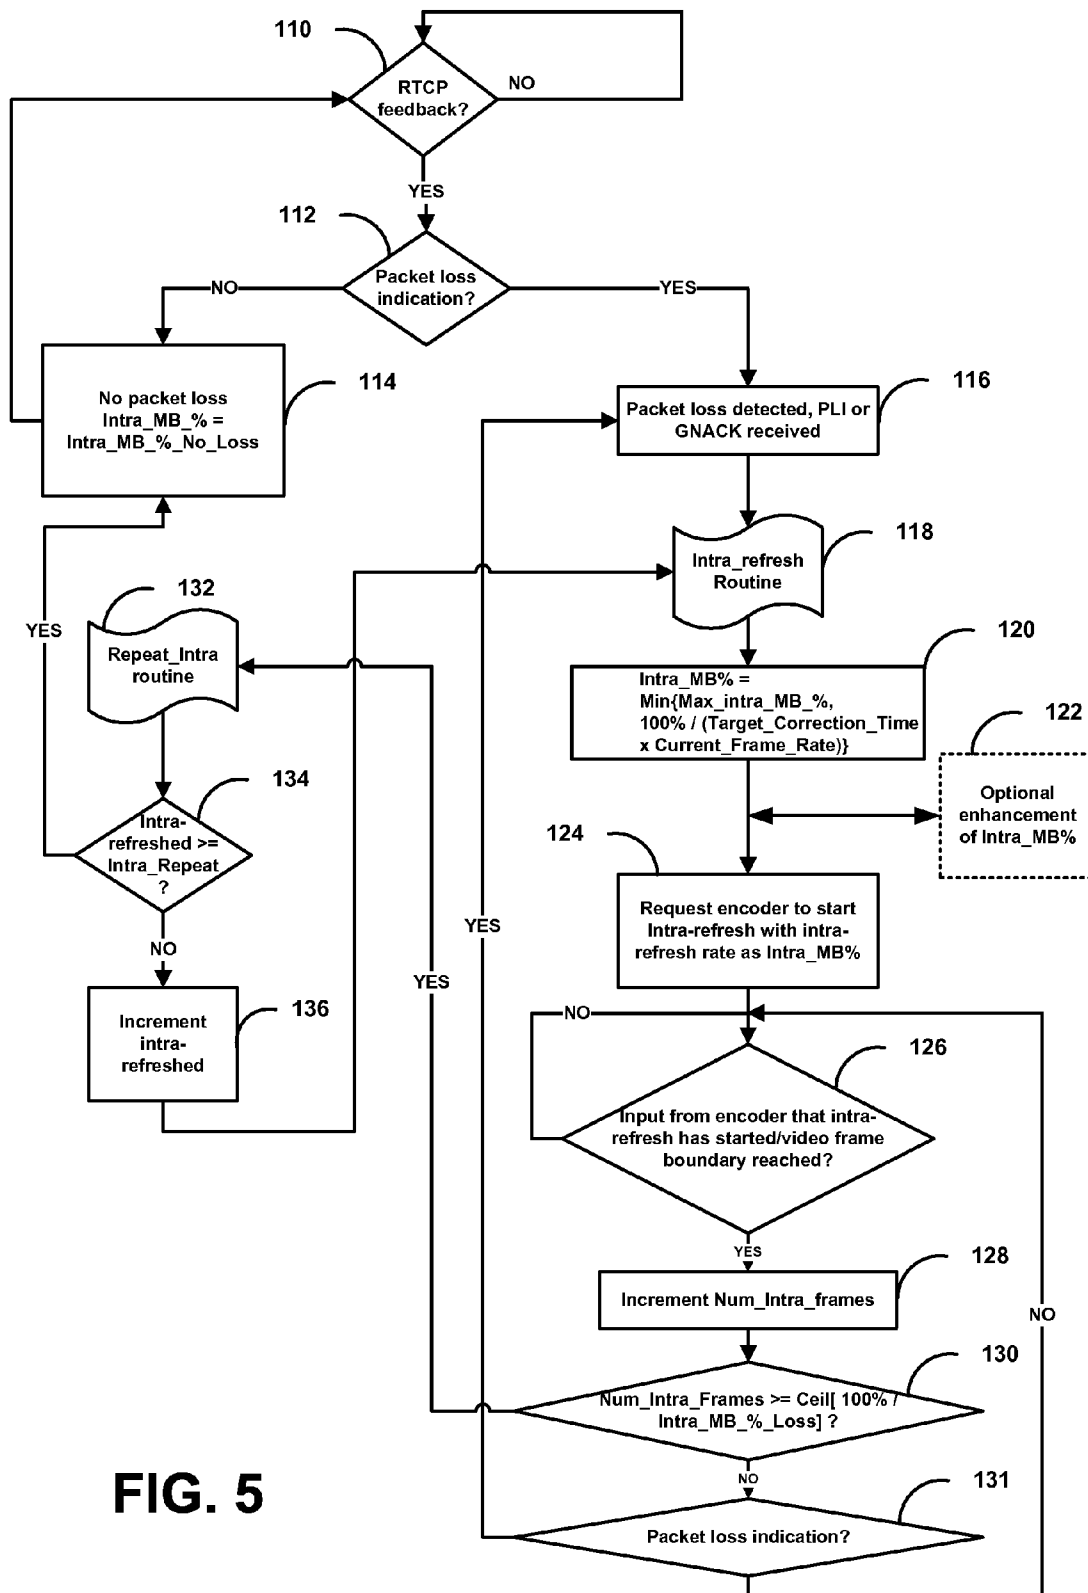 110
RTCP
feedback?
NO
YES
112
Packet loss
indication?
NO
YES
No packet loss
Intra_MB_% =
Intra_MB_%_No_Loss
114
116
Packet loss detected, PLI or
GNACK received
118
Intra_refresh
Routine
132
YES
Repeat_Intra
routine
120
Intra_MB% =
Min{Max_intra_MB_%,
100% / (Target_Correction_Time
x Current_Frame_Rate)}
122
Optional
enhancement
of Intra_MB%
134
Intra-
refreshed >=
Intra_Repeat
?
124
Request encoder to start
Intra-refresh with intra-
refresh rate as Intra_MB%
YES
NO
YES
136
Increment
intra-
refreshed
NO
126
Input from encoder that intra-
refresh has started/video frame
boundary reached?
YES
128
Increment Num_Intra_frames
NO
130
Num_Intra_Frames >= Ceil[ 100% /
Intra_MB_%_Loss] ?
NO
131
Packet loss indication?
FIG. 5